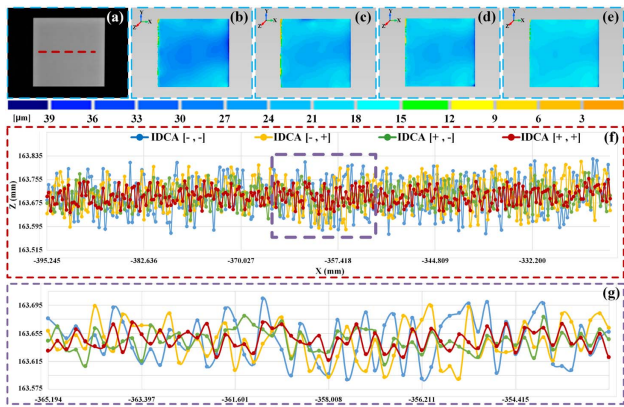 (a)
(b)
(c)
(d)
(e)
Y X Z
Y X Z
Y X Z
Y X Z
[µm] 39 36 33 30 27 24 21 18 15 12 9 6 3
IDCA [-, -] IDCA [-, +] IDCA [+, -] IDCA [+, +] (f)
163.835
163.755
163.675
163.595
163.515
Z (mm)
-395.245 -382.636 -370.027 -357.418 -344.809 -332.200
X (mm)
(g)
163.695
163.655
163.615
163.575
-365.194 -363.397 -361.601 -358.008 -356.211 -354.415